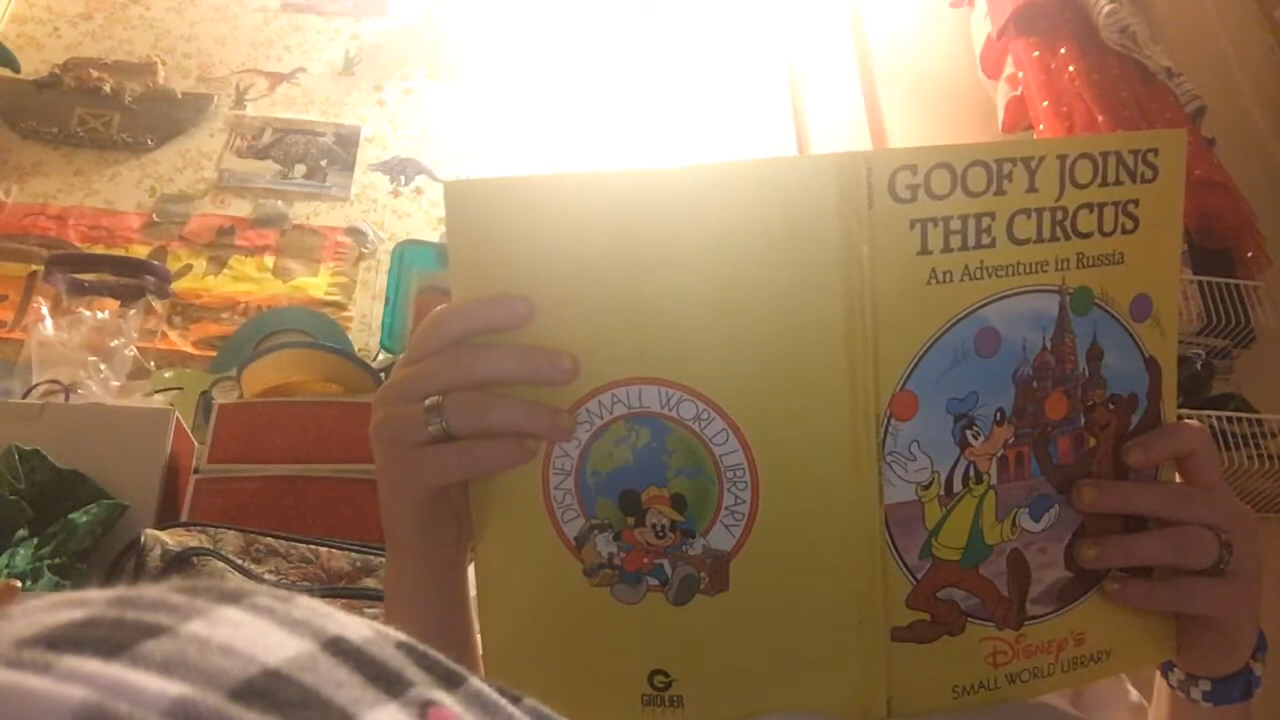 GOOFY JOINS
THE CIRCUS
An Adventure in Russia
DISNEY'S
SMALL WORLD LIBRARY
DISNEY'S SMALL WORLD LIBRARY
G
GROLIER